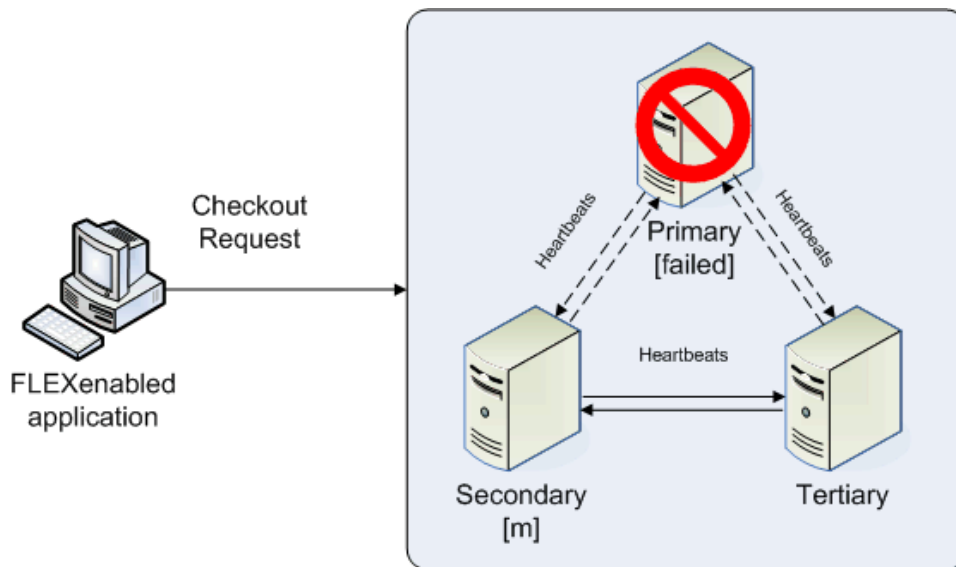 Checkout
Request
FLEXenabled
application
Heartbeats
Primary
[failed]
Heartbeats
Heartbeats
Secondary
[m]
Tertiary